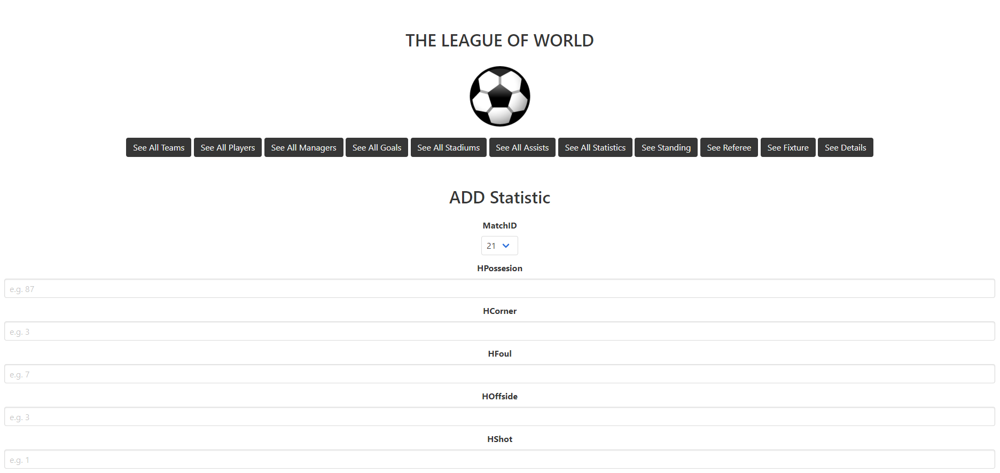 THE LEAGUE OF WORLD
See All Teams See All Players See All Managers See All Goals See All Stadiums See All Assists See All Statistics See Standing See Referee See Fixture See Details
ADD Statistic
MatchID
21
HPossesion
e.g. 87
HCorner
e.g. 3
HFoul
e.g. 7
HOffside
e.g. 3
HShot
e.g. 1